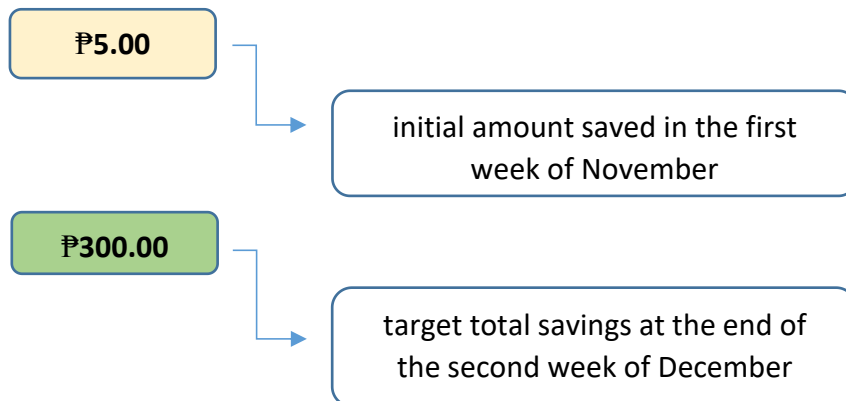 ₱5.00
initial amount saved in the first
week of November
₱300.00
target total savings at the end of
the second week of December